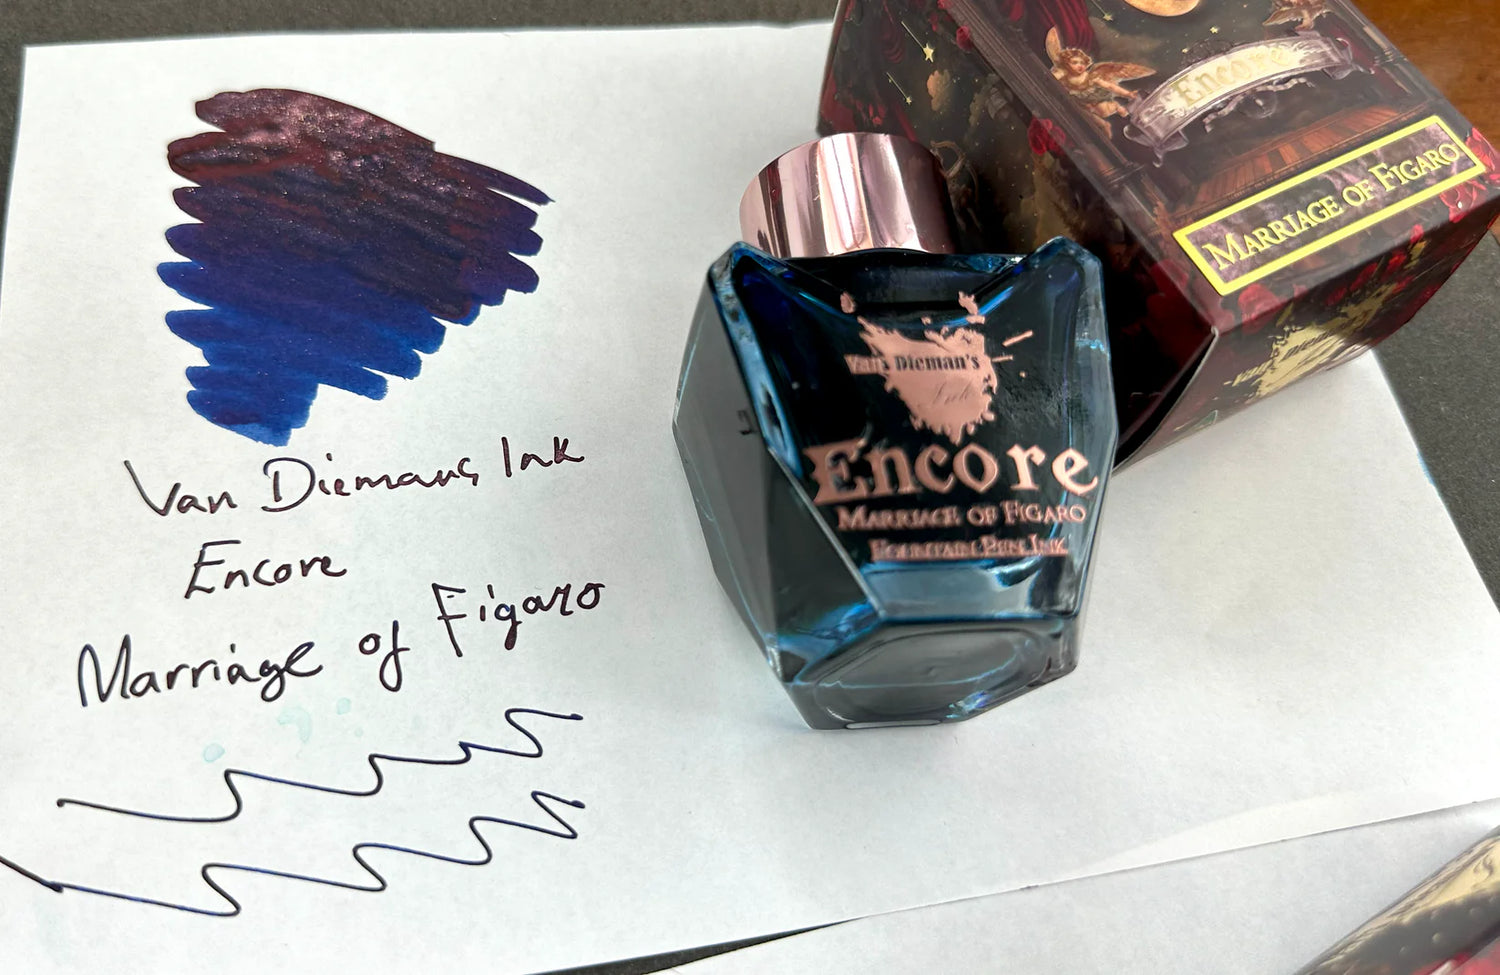 Van Diemans Ink
Encore
Marriage of Figaro
Van Dieman's
Ink
Encore
Marriage of Figaro
Fountain Pen Ink
Encore
Marriage of Figaro